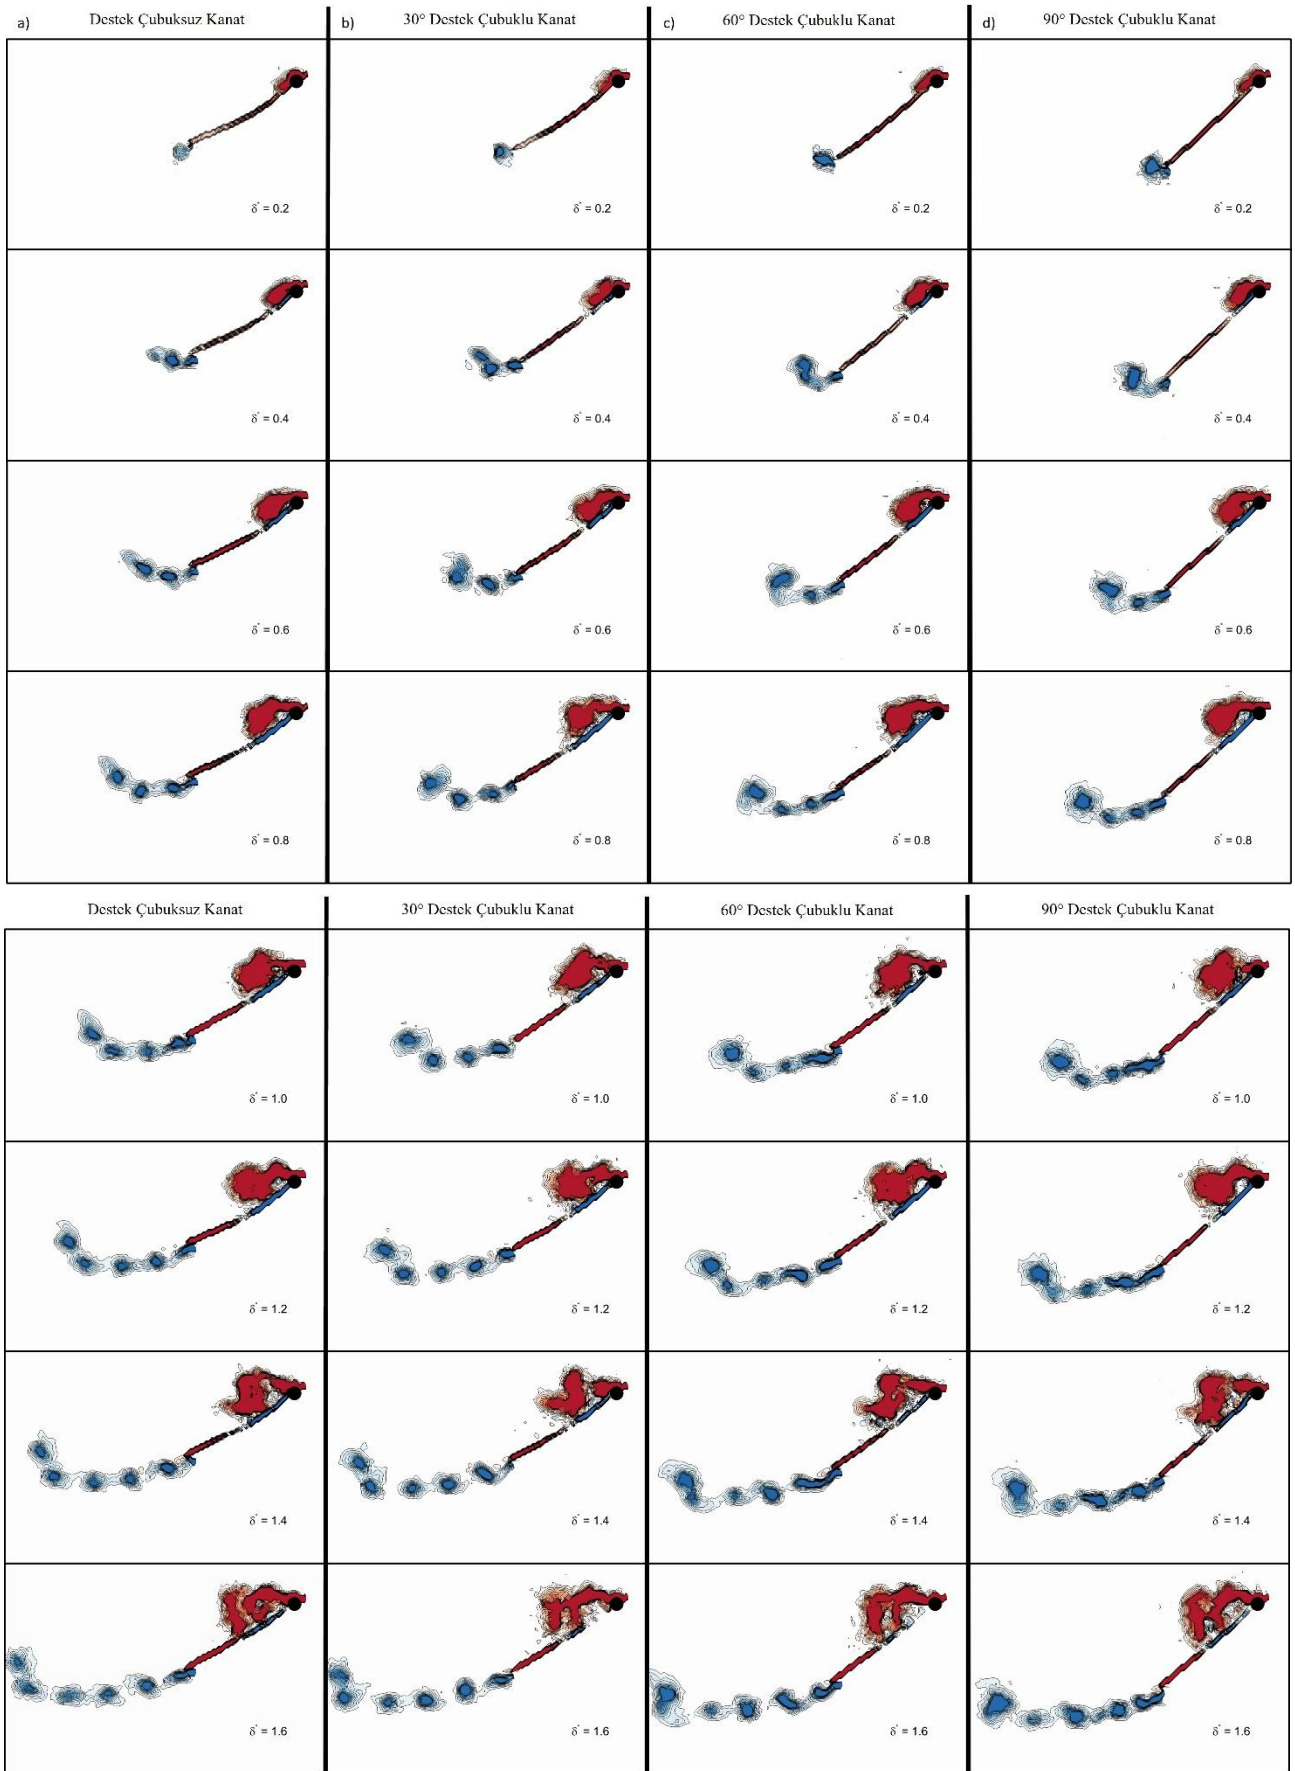 a) Destek Çubuksuz Kanat b) 30° Destek Çubuklu Kanat c) 60° Destek Çubuklu Kanat d) 90° Destek Çubuklu Kanat
δ* = 0.2 δ* = 0.2 δ* = 0.2 δ* = 0.2
δ* = 0.4 δ* = 0.4 δ* = 0.4 δ* = 0.4
δ* = 0.6 δ* = 0.6 δ* = 0.6 δ* = 0.6
δ* = 0.8 δ* = 0.8 δ* = 0.8 δ* = 0.8
Destek Çubuksuz Kanat 30° Destek Çubuklu Kanat 60° Destek Çubuklu Kanat 90° Destek Çubuklu Kanat
δ* = 1.0 δ* = 1.0 δ* = 1.0 δ* = 1.0
δ* = 1.2 δ* = 1.2 δ* = 1.2 δ* = 1.2
δ* = 1.4 δ* = 1.4 δ* = 1.4 δ* = 1.4
δ* = 1.6 δ* = 1.6 δ* = 1.6 δ* = 1.6